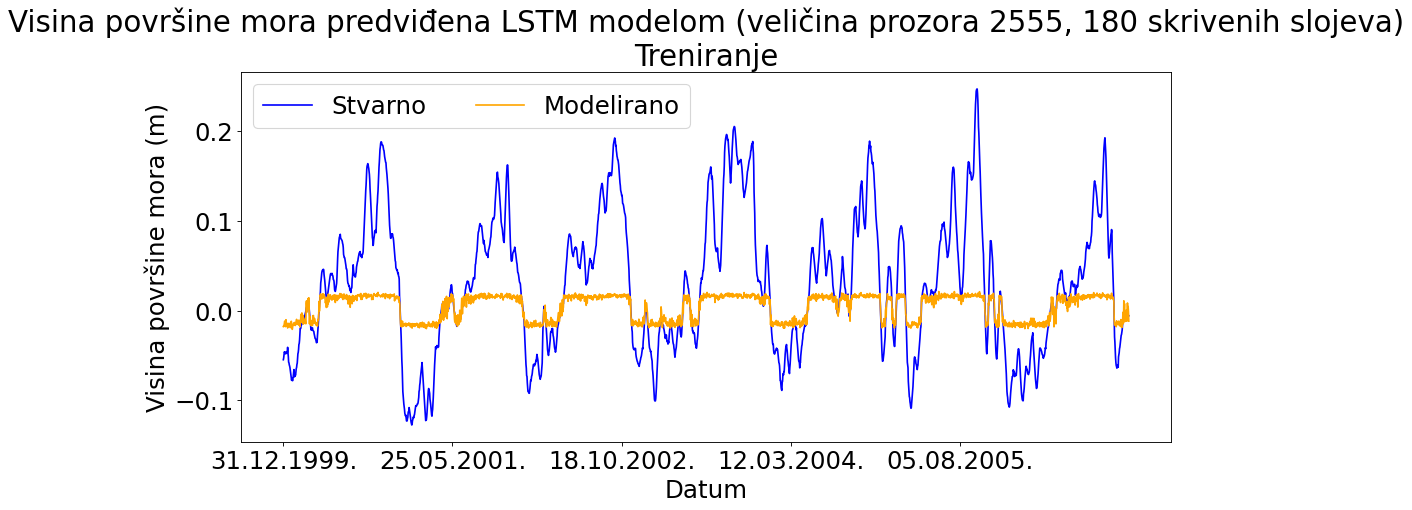 Visina površine mora predviđena LSTM modelom (veličina prozora 2555, 180 skrivenih slojeva)
Treniranje
Stvarno Modelirano
Visina površine mora (m)
0.2
0.1
0.0
−0.1
31.12.1999. 25.05.2001. 18.10.2002. 12.03.2004. 05.08.2005.
Datum